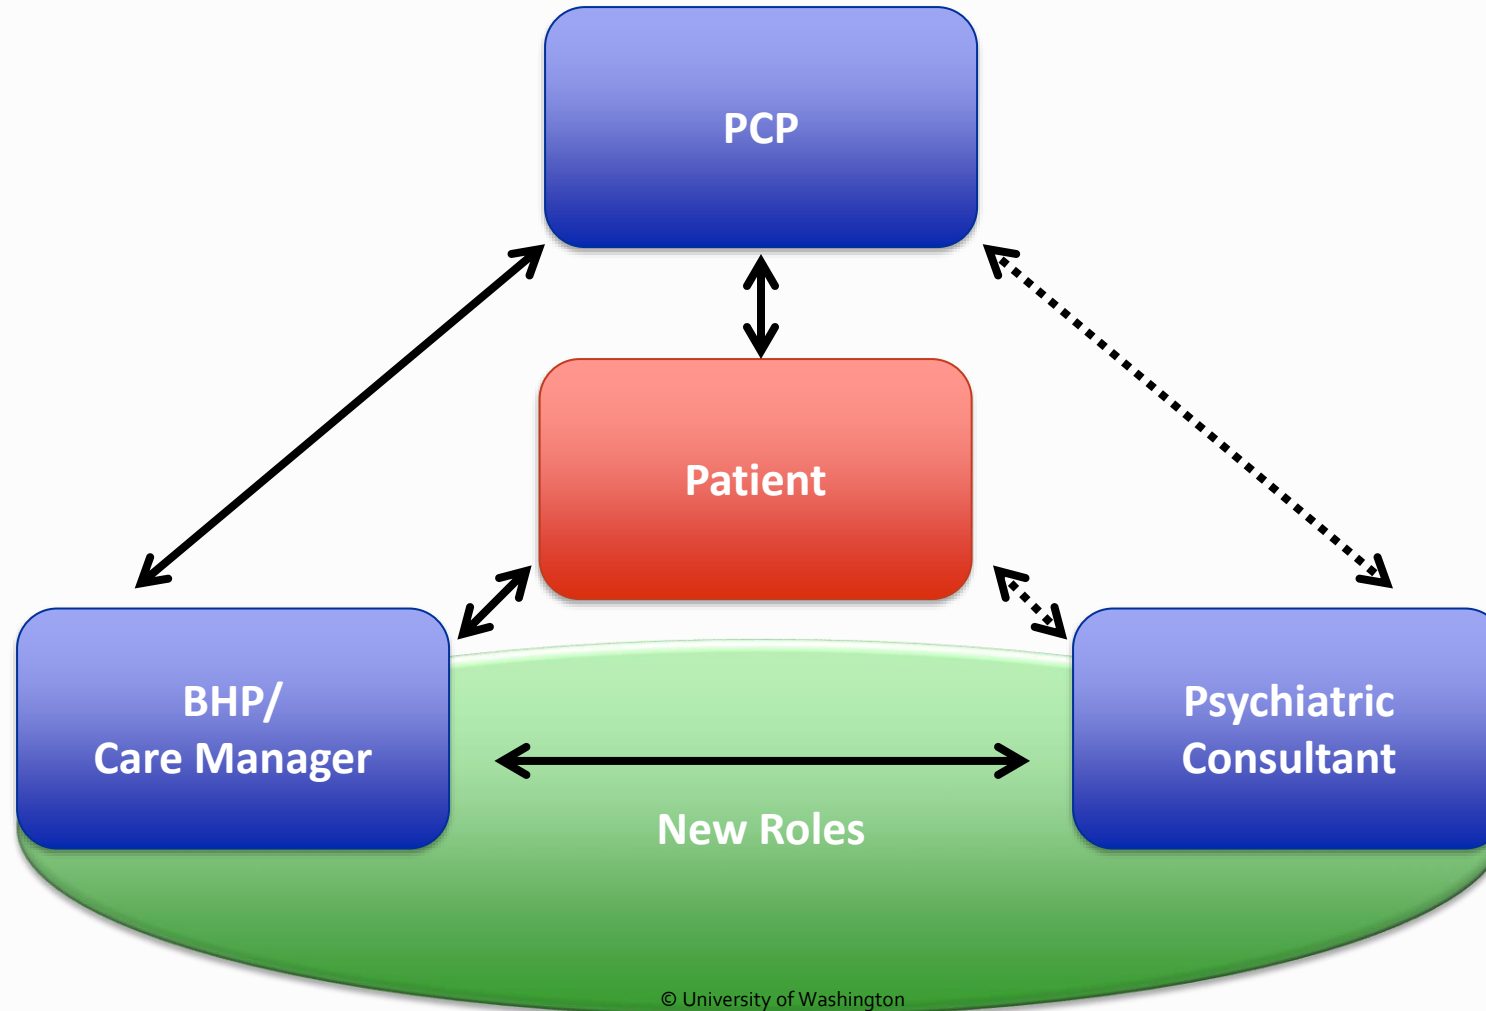 PCP
Patient
BHP/
Care Manager
Psychiatric
Consultant
New Roles
© University of Washington